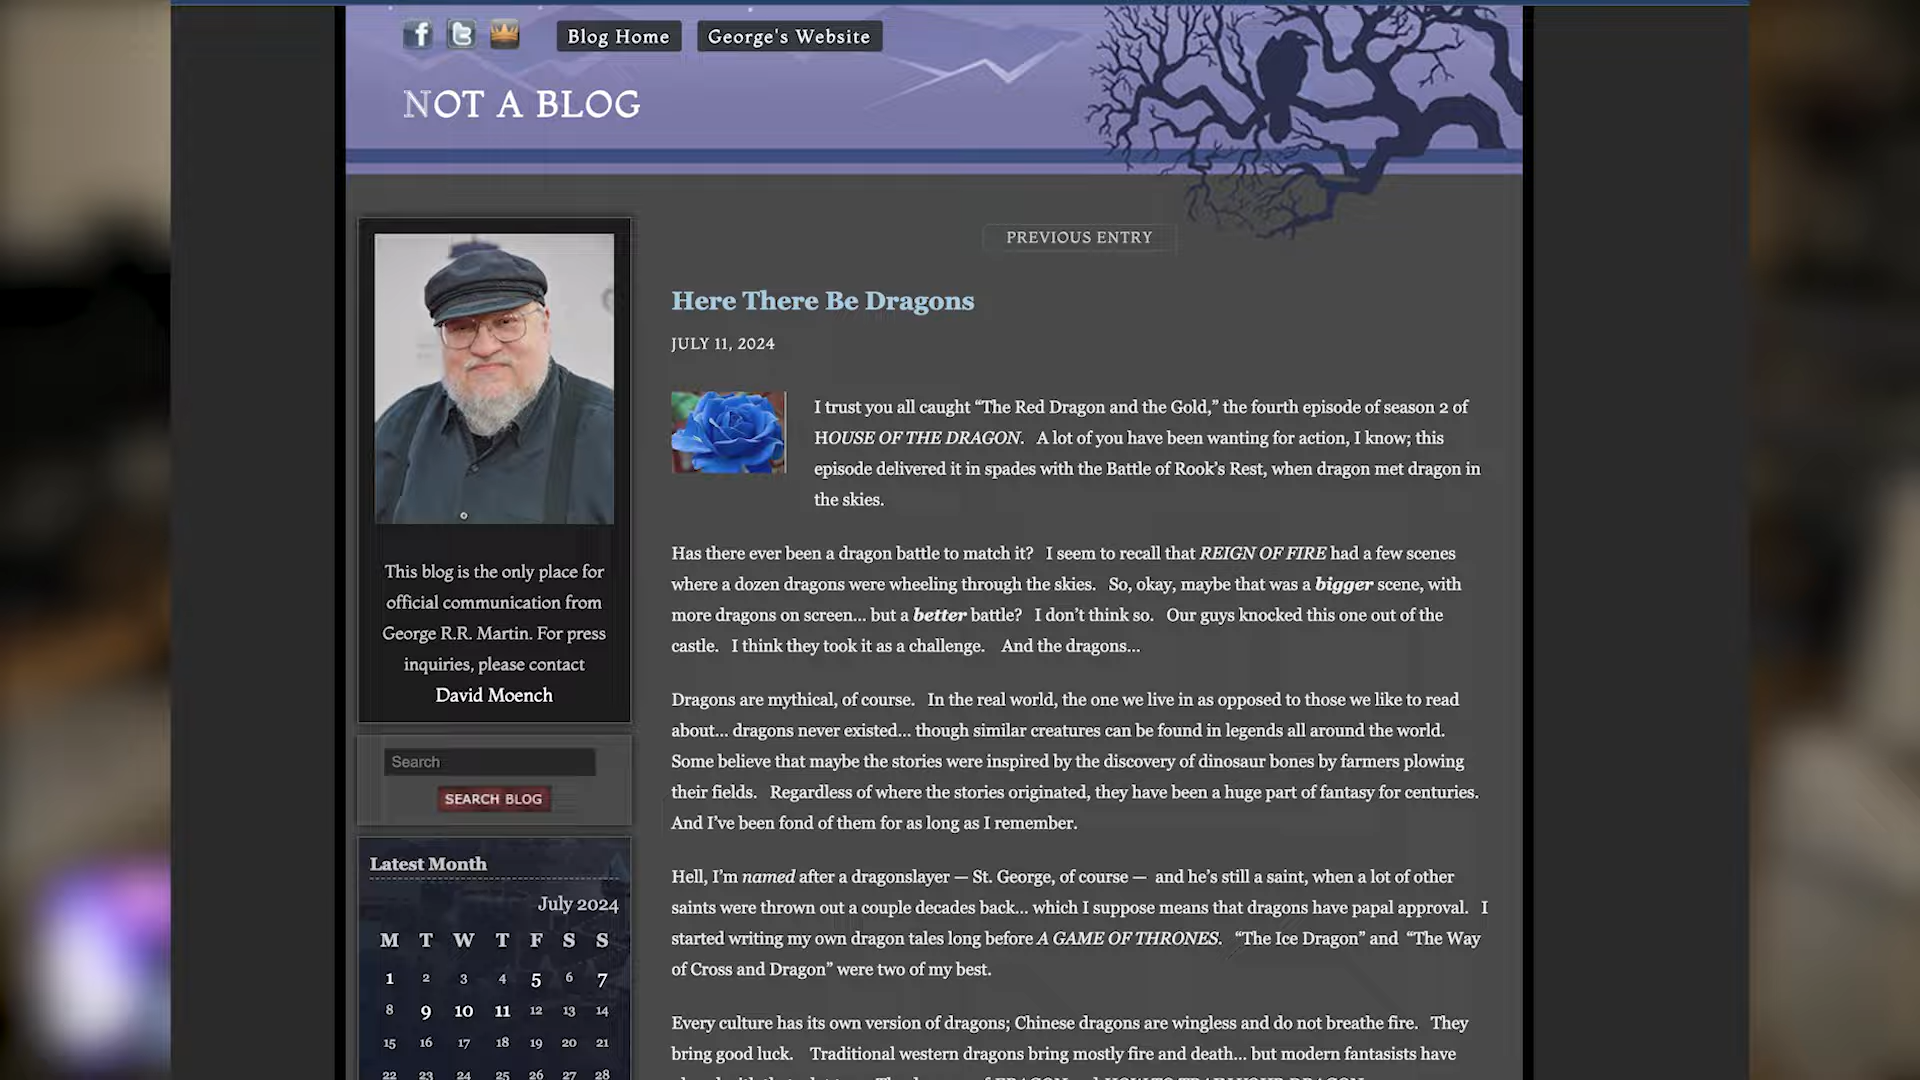 Blog Home George's Website
NOT A BLOG
PREVIOUS ENTRY
Here There Be Dragons
JULY 11, 2024
I trust you all caught “The Red Dragon and the Gold,” the fourth episode of season 2 of
HOUSE OF THE DRAGON. A lot of you have been wanting for action, I know; this
episode delivered it in spades with the Battle of Rook’s Rest, when dragon met dragon in
the skies.
Has there ever been a dragon battle to match it? I seem to recall that REIGN OF FIRE had a few scenes
where a dozen dragons were wheeling through the skies. So, okay, maybe that was a bigger scene, with
more dragons on screen… but a better battle? I don’t think so. Our guys knocked this one out of the
castle. I think they took it as a challenge. And the dragons…
Dragons are mythical, of course. In the real world, the one we live in as opposed to those we like to read
about… dragons never existed… though similar creatures can be found in legends all around the world.
Some believe that maybe the stories were inspired by the discovery of dinosaur bones by farmers plowing
their fields. Regardless of where the stories originated, they have been a huge part of fantasy for centuries.
And I’ve been fond of them for as long as I remember.
Hell, I’m named after a dragonslayer — St. George, of course — and he’s still a saint, when a lot of other
saints were thrown out a couple decades back… which I suppose means that dragons have papal approval. I
started writing my own dragon tales long before A GAME OF THRONES. “The Ice Dragon” and “The Way
of Cross and Dragon” were two of my best.
Every culture has its own version of dragons; Chinese dragons are wingless and do not breathe fire. They
bring good luck. Traditional western dragons bring mostly fire and death… but modern fantasists have
This blog is the only place for
official communication from
George R.R. Martin. For press
inquiries, please contact
David Moench
Search
SEARCH BLOG
Latest Month
July 2024
M T W T F S S
1 2 3 4 5 6 7
8 9 10 11 12 13 14
15 16 17 18 19 20 21
22 23 24 25 26 27 28